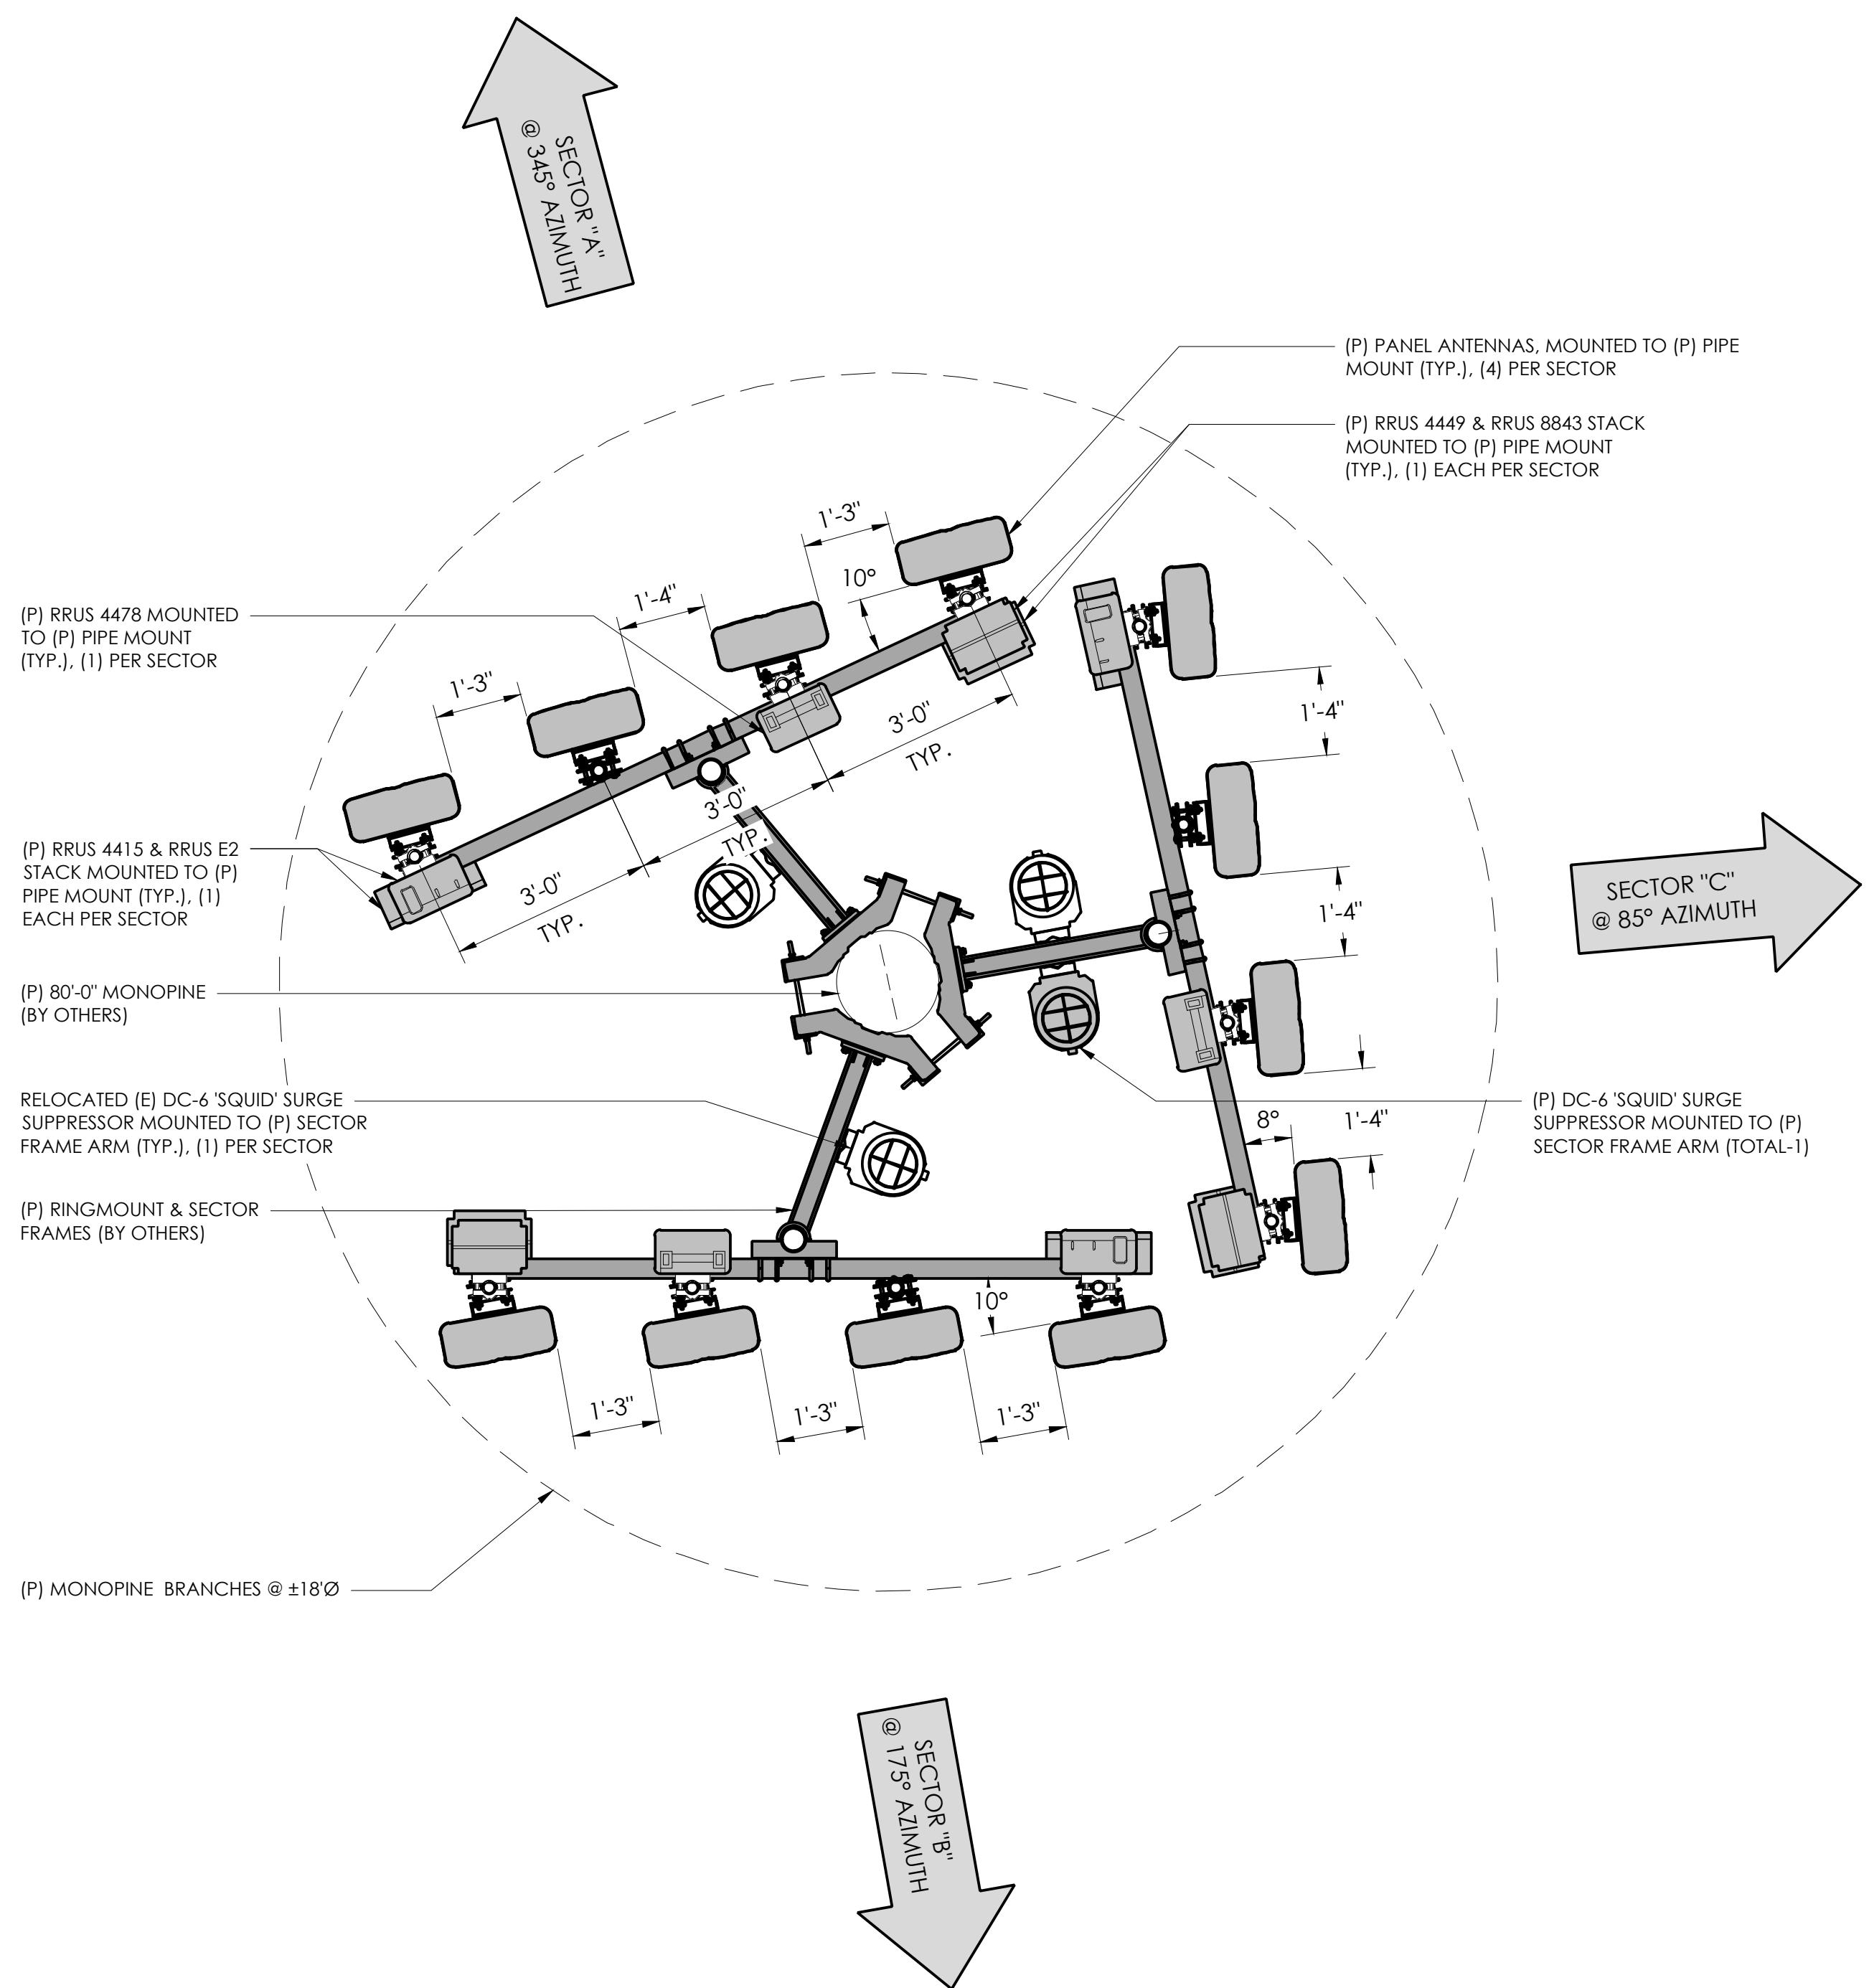 SECTOR "A"
@ 345° AZIMUTH
(P) PANEL ANTENNAS, MOUNTED TO (P) PIPE
MOUNT (TYP.), (4) PER SECTOR
(P) RRUS 4449 & RRUS 8843 STACK
MOUNTED TO (P) PIPE MOUNT
(TYP.), (1) EACH PER SECTOR
1'-3"
10°
1'-4"
1'-3"
(P) RRUS 4478 MOUNTED
TO (P) PIPE MOUNT
(TYP.), (1) PER SECTOR
3'-0"
TYP.
3'-0"
TYP.
3'-0"
TYP.
1'-4"
(P) RRUS 4415 & RRUS E2
STACK MOUNTED TO (P)
PIPE MOUNT (TYP.), (1)
EACH PER SECTOR
SECTOR "C"
@ 85° AZIMUTH
1'-4"
(P) 80'-0" MONOPINE
(BY OTHERS)
RELOCATED (E) DC-6 'SQUID' SURGE
SUPPRESSOR MOUNTED TO (P) SECTOR
FRAME ARM (TYP.), (1) PER SECTOR
8°
1'-4"
(P) DC-6 'SQUID' SURGE
SUPPRESSOR MOUNTED TO (P)
SECTOR FRAME ARM (TOTAL-1)
(P) RINGMOUNT & SECTOR
FRAMES (BY OTHERS)
10°
1'-3"
1'-3"
1'-3"
(P) MONOPINE BRANCHES @ ±18'Ø
SECTOR "B"
@ 175° AZIMUTH